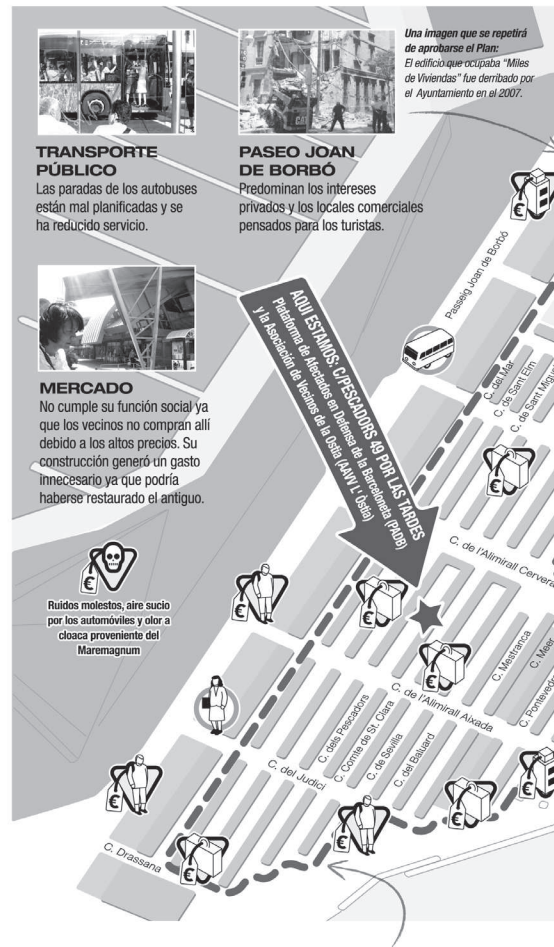 Una imagen que se repetirá
de aprobarse el Plan:
El edificio que ocupaba “Miles
de Viviendas” fue derribado por
el Ayuntamiento en el 2007.
TRANSPORTE
PÚBLICO
Las paradas de los autobuses
están mal planificadas y se
ha reducido servicio.
PASEO JOAN
DE BORBÓ
Predominan los intereses
privados y los locales comerciales
pensados para los turistas.
MERCADO
No cumple su función social ya
que los vecinos no compran allí
debido a los altos precios. Su
construcción generó un gasto
innecesario ya que podría
haberse restaurado el antiguo.
AQUI ESTAMOS: C/PESCADORS 49 POR LAS TARDES
Plataforma de Afectados en Defensa de la Barceloneta (PADB)
y la Asociación de Vecinos de la Ostia (AAVV L' Òstia)
Ruidos molestos, aire sucio
por los automóviles y olor a
cloaca proveniente del
Maremagnum
€
€
€
€
€
€
€
€
€
€
€
Passeig Joan de Borbó
C. del Mar
C. de Sant Elm
C. de Sant Migu
C. de l'Almirall Cervera
C. Mestrança
C. Meer
C. Pontevedr
C. de l'Almirall Aixada
C. dels Pescadors
C. Comte de St. Clara
C. de Sevilla
C. del Baluard
C. del Judici
C. Drassana